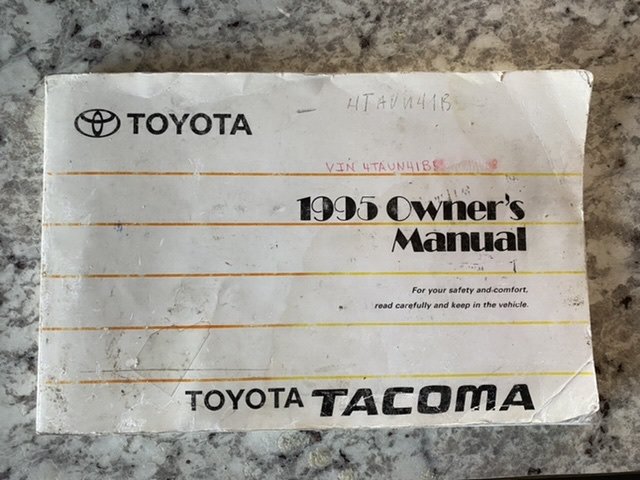 4TAVN41B
TOYOTA
VIN 4TAUN41B
1995 Owner's
Manual
For your safety and comfort,
read carefully and keep in the vehicle.
TOYOTA TACOMA